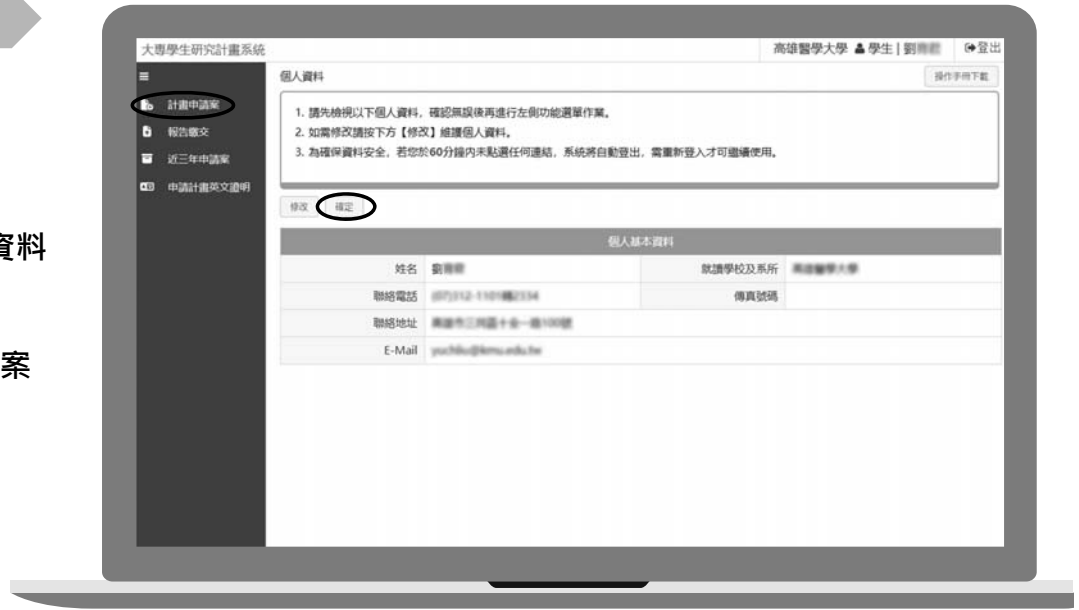 大專學生研究計畫系統
高雄醫學大學 學生 | 劉 登出
個人資料
操作手冊下載
計畫申請案
報告繳交
近三年申請案
申請計畫英文證明
1. 請先檢視以下個人資料，確認無誤後再進行左側功能選單作業。
2. 如需修改請按下方【修改】維護個人資料。
3. 為確保資料安全，若您於60分鐘內未點選任何連結，系統將自動登出，需重新登入才可繼續使用。
修改 確定
個人基本資料
姓名 劉
就讀學校及系所
聯絡電話
傳真號碼
聯絡地址
E-Mail
資料
案